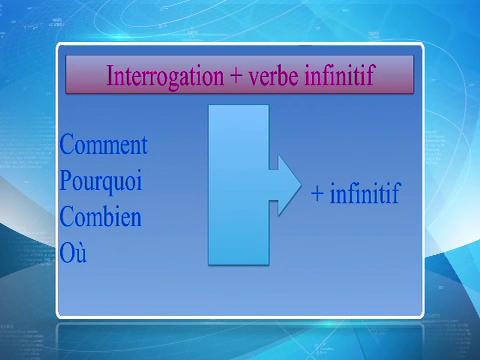 Interrogation + verbe infinitif
Comment
Pourquoi
Combien
Où
+ infinitif